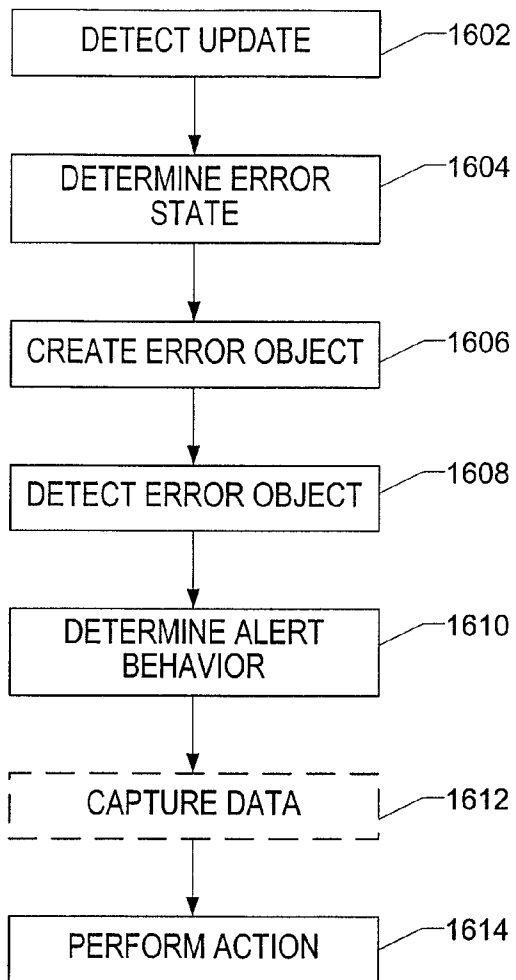 DETECT UPDATE
1602
DETERMINE ERROR
STATE
1604
CREATE ERROR OBJECT
1606
DETECT ERROR OBJECT
1608
DETERMINE ALERT
BEHAVIOR
1610
CAPTURE DATA
1612
PERFORM ACTION
1614